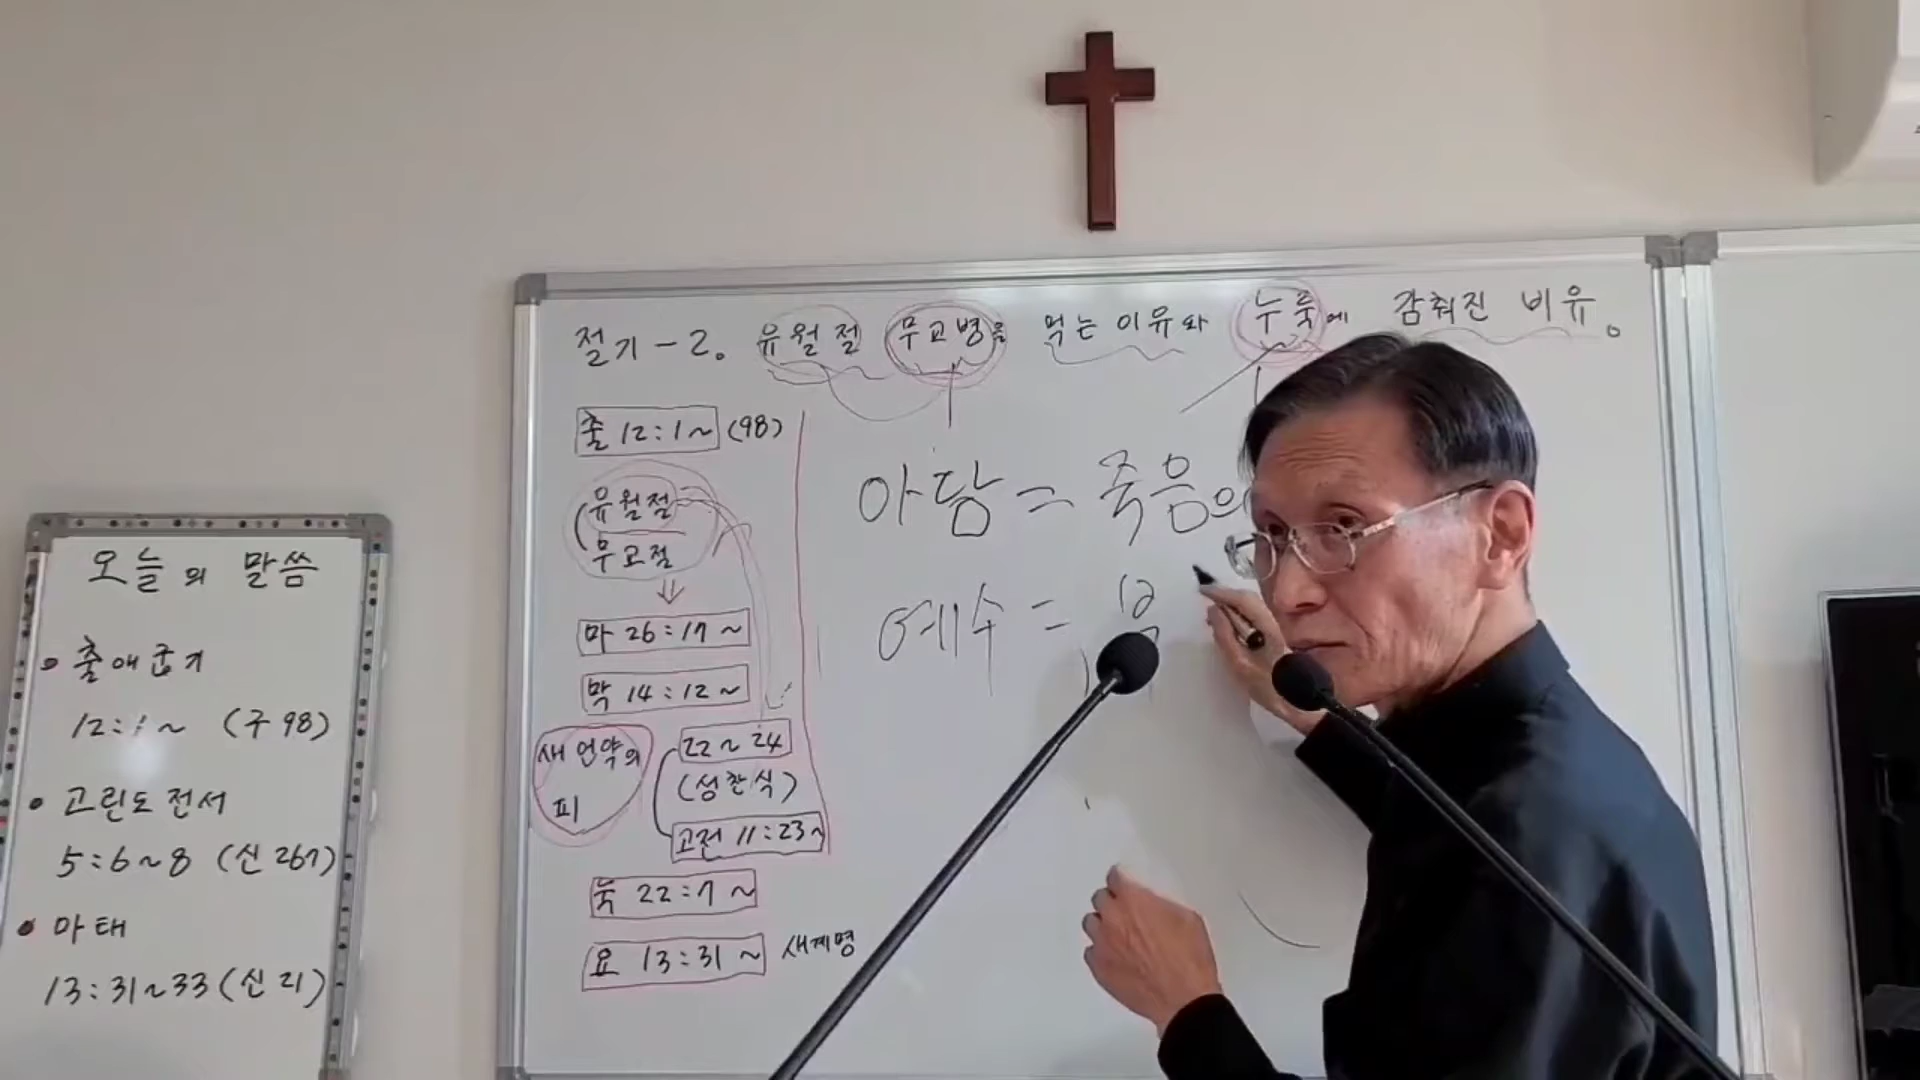 오늘의 말씀
• 출애굽기
12:1~ (구 98)
• 고린도전서
5:6~8 (신 267)
• 마태
13:31~33 (신 21)
절기-2. 유월절 무교병을 먹는 이유와 누룩에 감춰진 비유.
출 12:1~ (98)
유월절
무교절
마 26:17~
막 14:12~
새 언약의
피
22~24
(성찬식)
고전 11:23~
눅 22:7~
요 13:31~ 새계명
아담 = 죽음의
예수 =